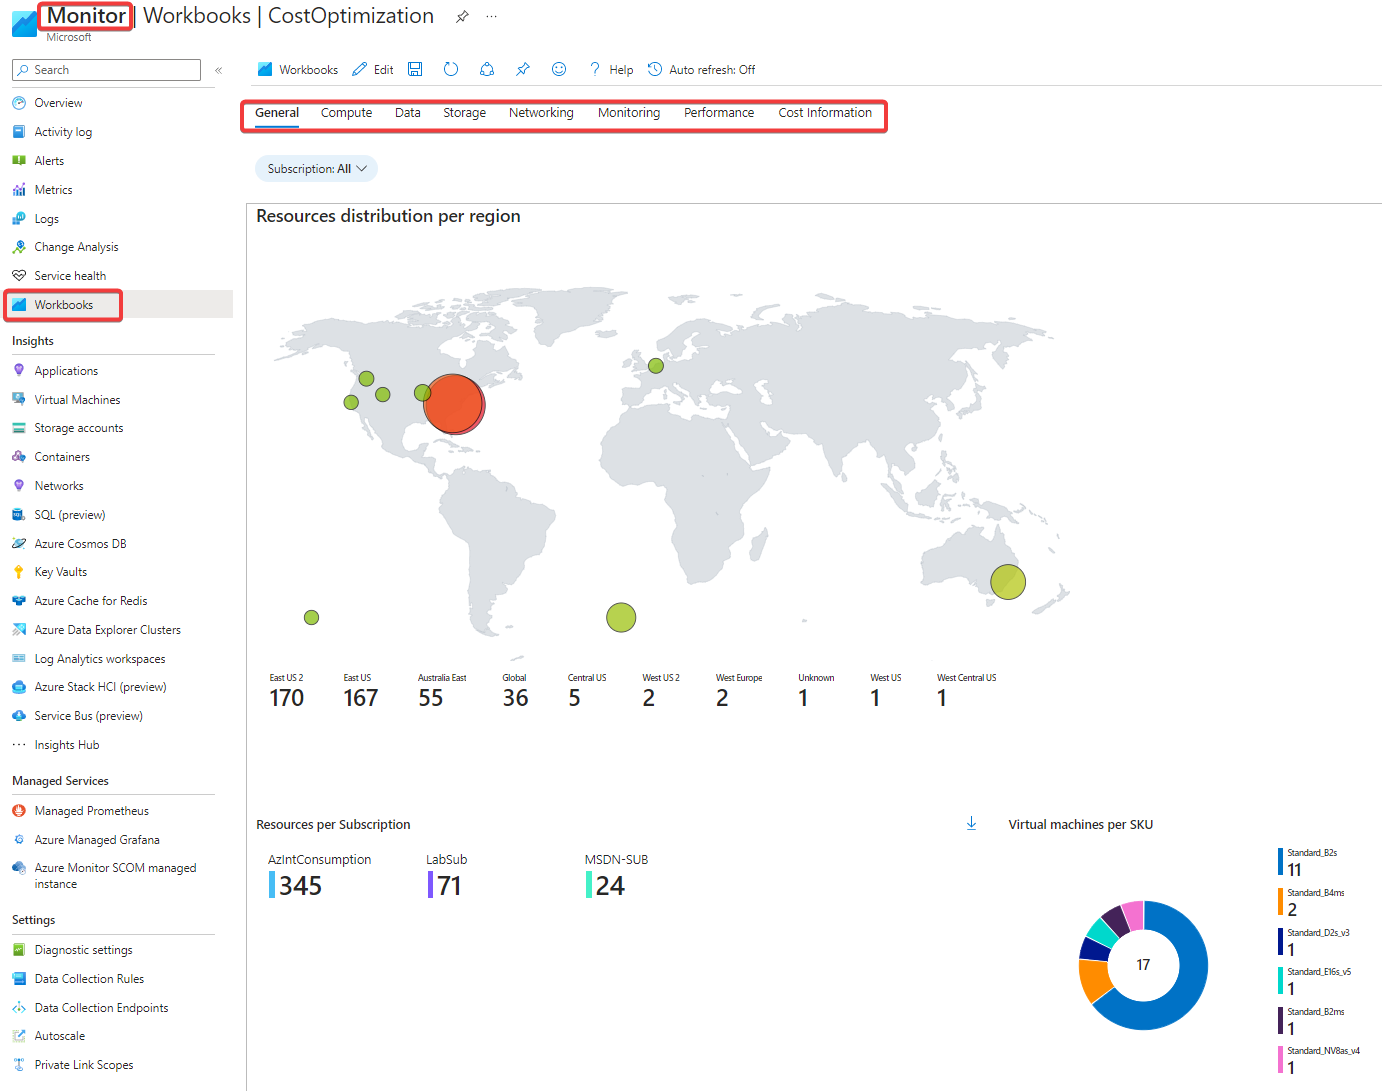 Monitor | Workbooks | CostOptimization
Microsoft
Search
Workbooks Edit Help Auto refresh: Off
Overview
Activity log
Alerts
Metrics
Logs
Change Analysis
Service health
Workbooks
Insights
Applications
Virtual Machines
Storage accounts
Containers
Networks
SQL (preview)
Azure Cosmos DB
Key Vaults
Azure Cache for Redis
Azure Data Explorer Clusters
Log Analytics workspaces
Azure Stack HCI (preview)
Service Bus (preview)
Insights Hub
Managed Services
Managed Prometheus
Azure Managed Grafana
Azure Monitor SCOM managed
instance
Settings
Diagnostic settings
Data Collection Rules
Data Collection Endpoints
Autoscale
Private Link Scopes
General Compute Data Storage Networking Monitoring Performance Cost Information
Subscription: All
Resources distribution per region
East US 2 East US Australia East Global Central US West US 2 West Europe Unknown West US West Central US
170 167 55 36 5 2 2 1 1 1
Resources per Subscription
AzIntConsumption LabSub MSDN-SUB
345 71 24
Virtual machines per SKU
17
Standard_B2s
11
Standard_B4ms
2
Standard_D2s_v3
1
Standard_E16s_v5
1
Standard_B2ms
1
Standard_NV8as_v4
1